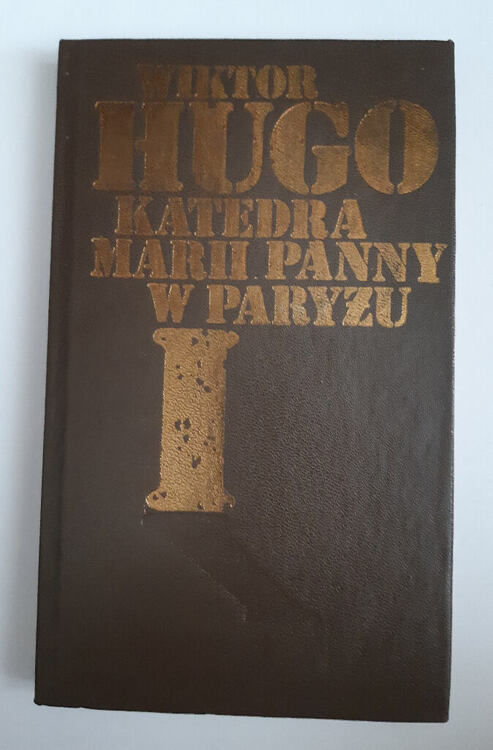 WIKTOR
HUGO
KATEDRA
MARII PANNY
W PARYŻU
I